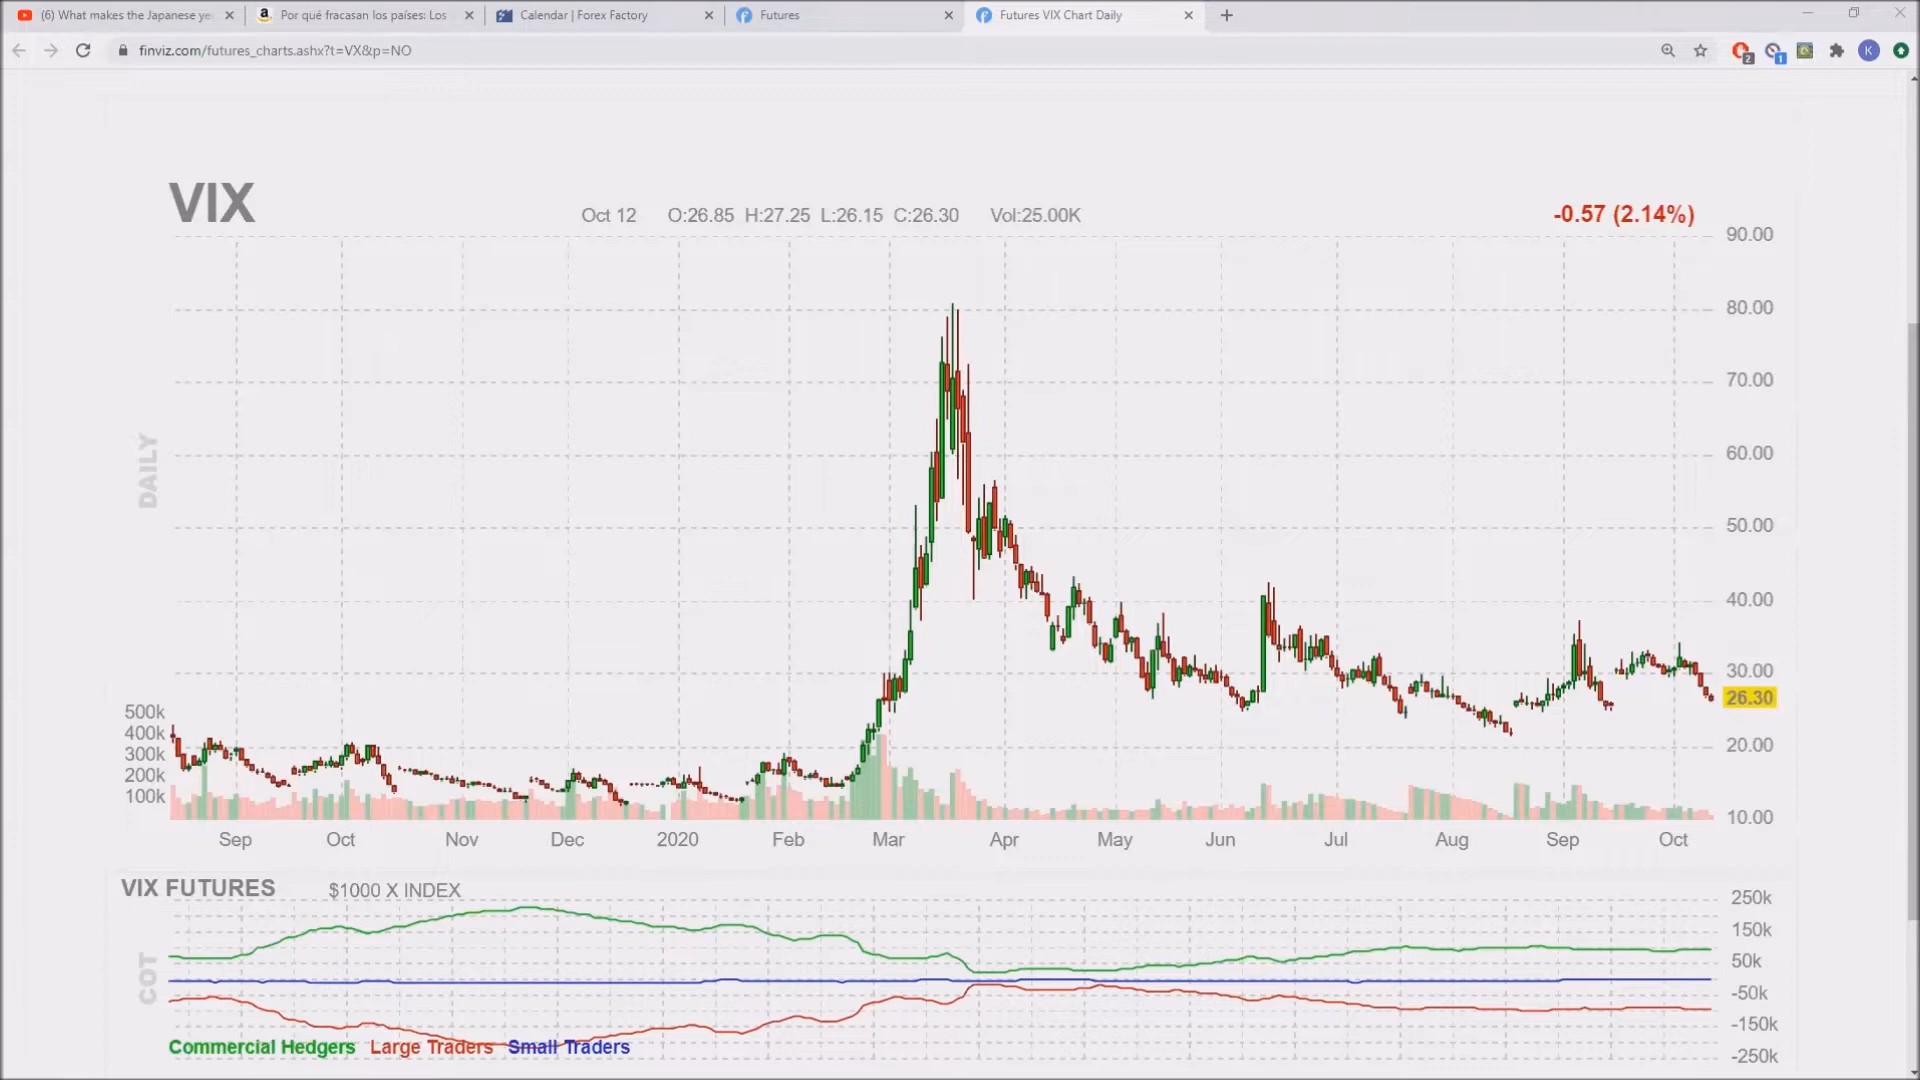 (6) What makes the Japanese ye
Por qué fracasan los países: Los
Calendar | Forex Factory
Futures
Futures VIX Chart Daily
finviz.com/futures_charts.ashx?t=VX&p=NO
2
1
K
VIX
Oct 12 O:26.85 H:27.25 L:26.15 C:26.30 Vol:25.00K
-0.57 (2.14%)
90.00
80.00
70.00
60.00
50.00
40.00
30.00
26.30
20.00
10.00
DAILY
500k
400k
300k
200k
100k
Sep Oct Nov Dec 2020 Feb Mar Apr May Jun Jul Aug Sep Oct
VIX FUTURES $1000 X INDEX
250k
150k
50k
-50k
-150k
-250k
COT
Commercial Hedgers Large Traders Small Traders